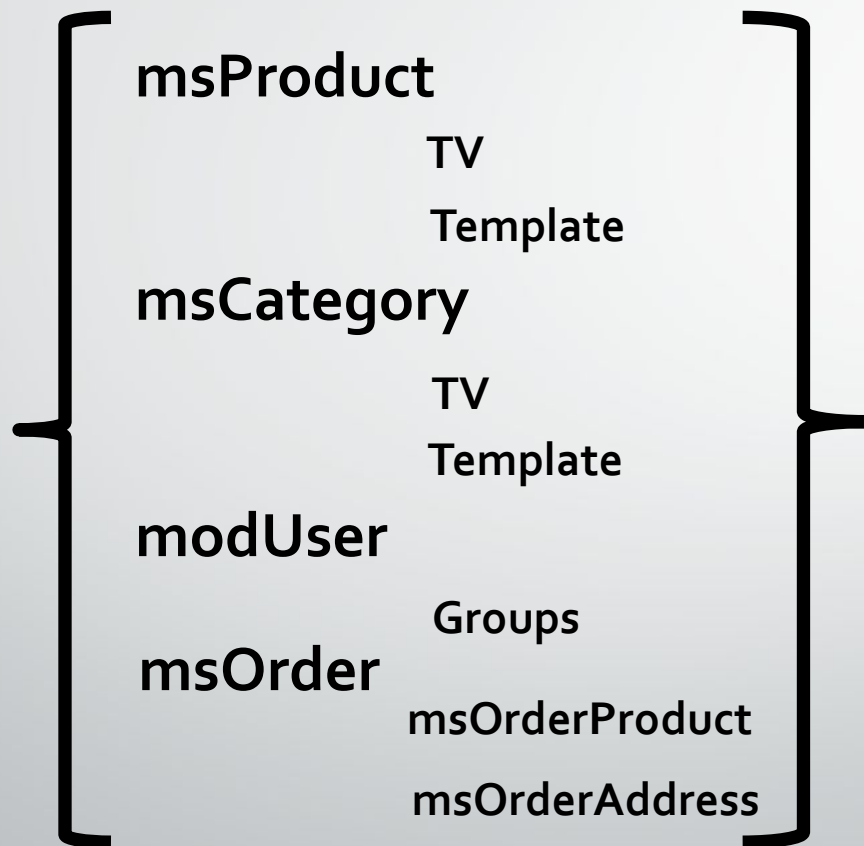 msProduct
TV
Template
msCategory
TV
Template
modUser
Groups
msOrder
msOrderProduct
msOrderAddress